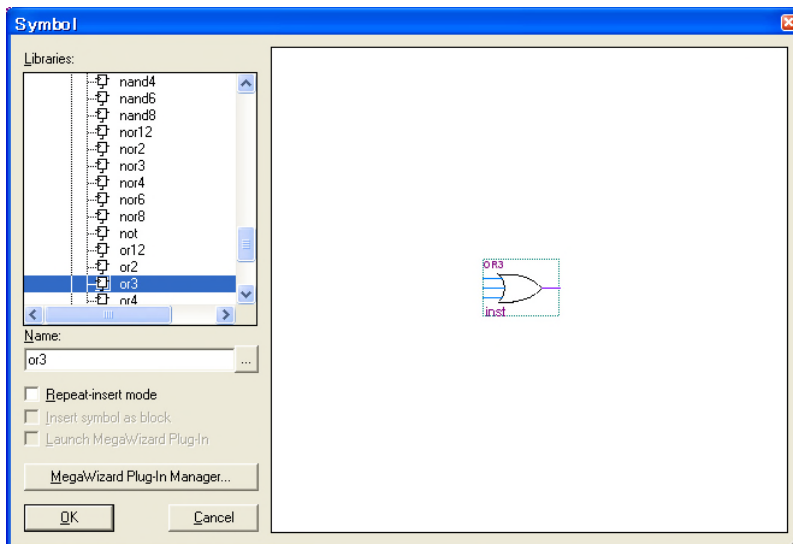 Symbol
Libraries:
nand4
nand6
nand8
nor12
nor2
nor3
nor4
nor6
nor8
not
or12
or2
or3
or4
Name:
or3
...
Repeat-insert mode
Insert symbol as block
Launch MegaWizard Plug-In
MegaWizard Plug-In Manager...
OK
Cancel
OR3
inst